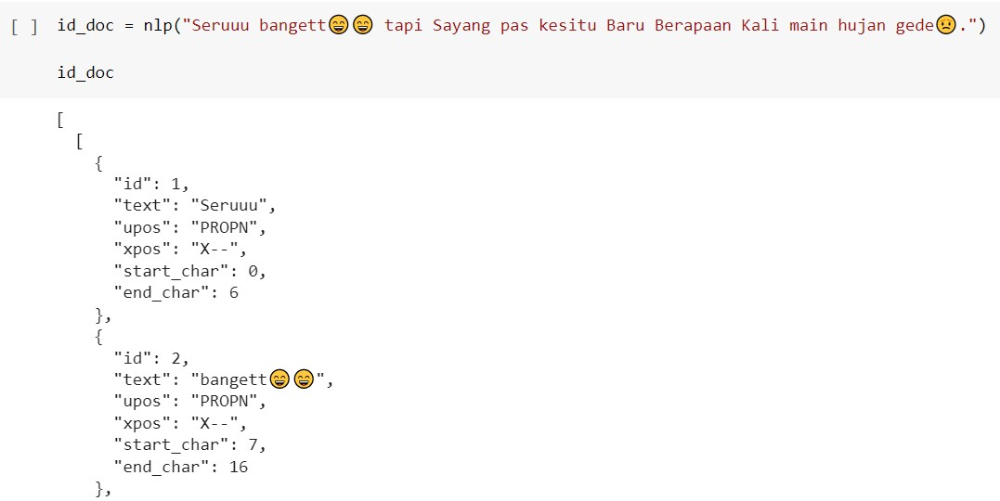 [ ] id_doc = nlp("Seruuu bangett😄😄 tapi Sayang pas kesitu Baru Berapaan Kali main hujan gede😟.")
id_doc
[
[
{
"id": 1,
"text": "Seruuu",
"upos": "PROPN",
"xpos": "X--",
"start_char": 0,
"end_char": 6
},
{
"id": 2,
"text": "bangett😄😄",
"upos": "PROPN",
"xpos": "X--",
"start_char": 7,
"end_char": 16
},